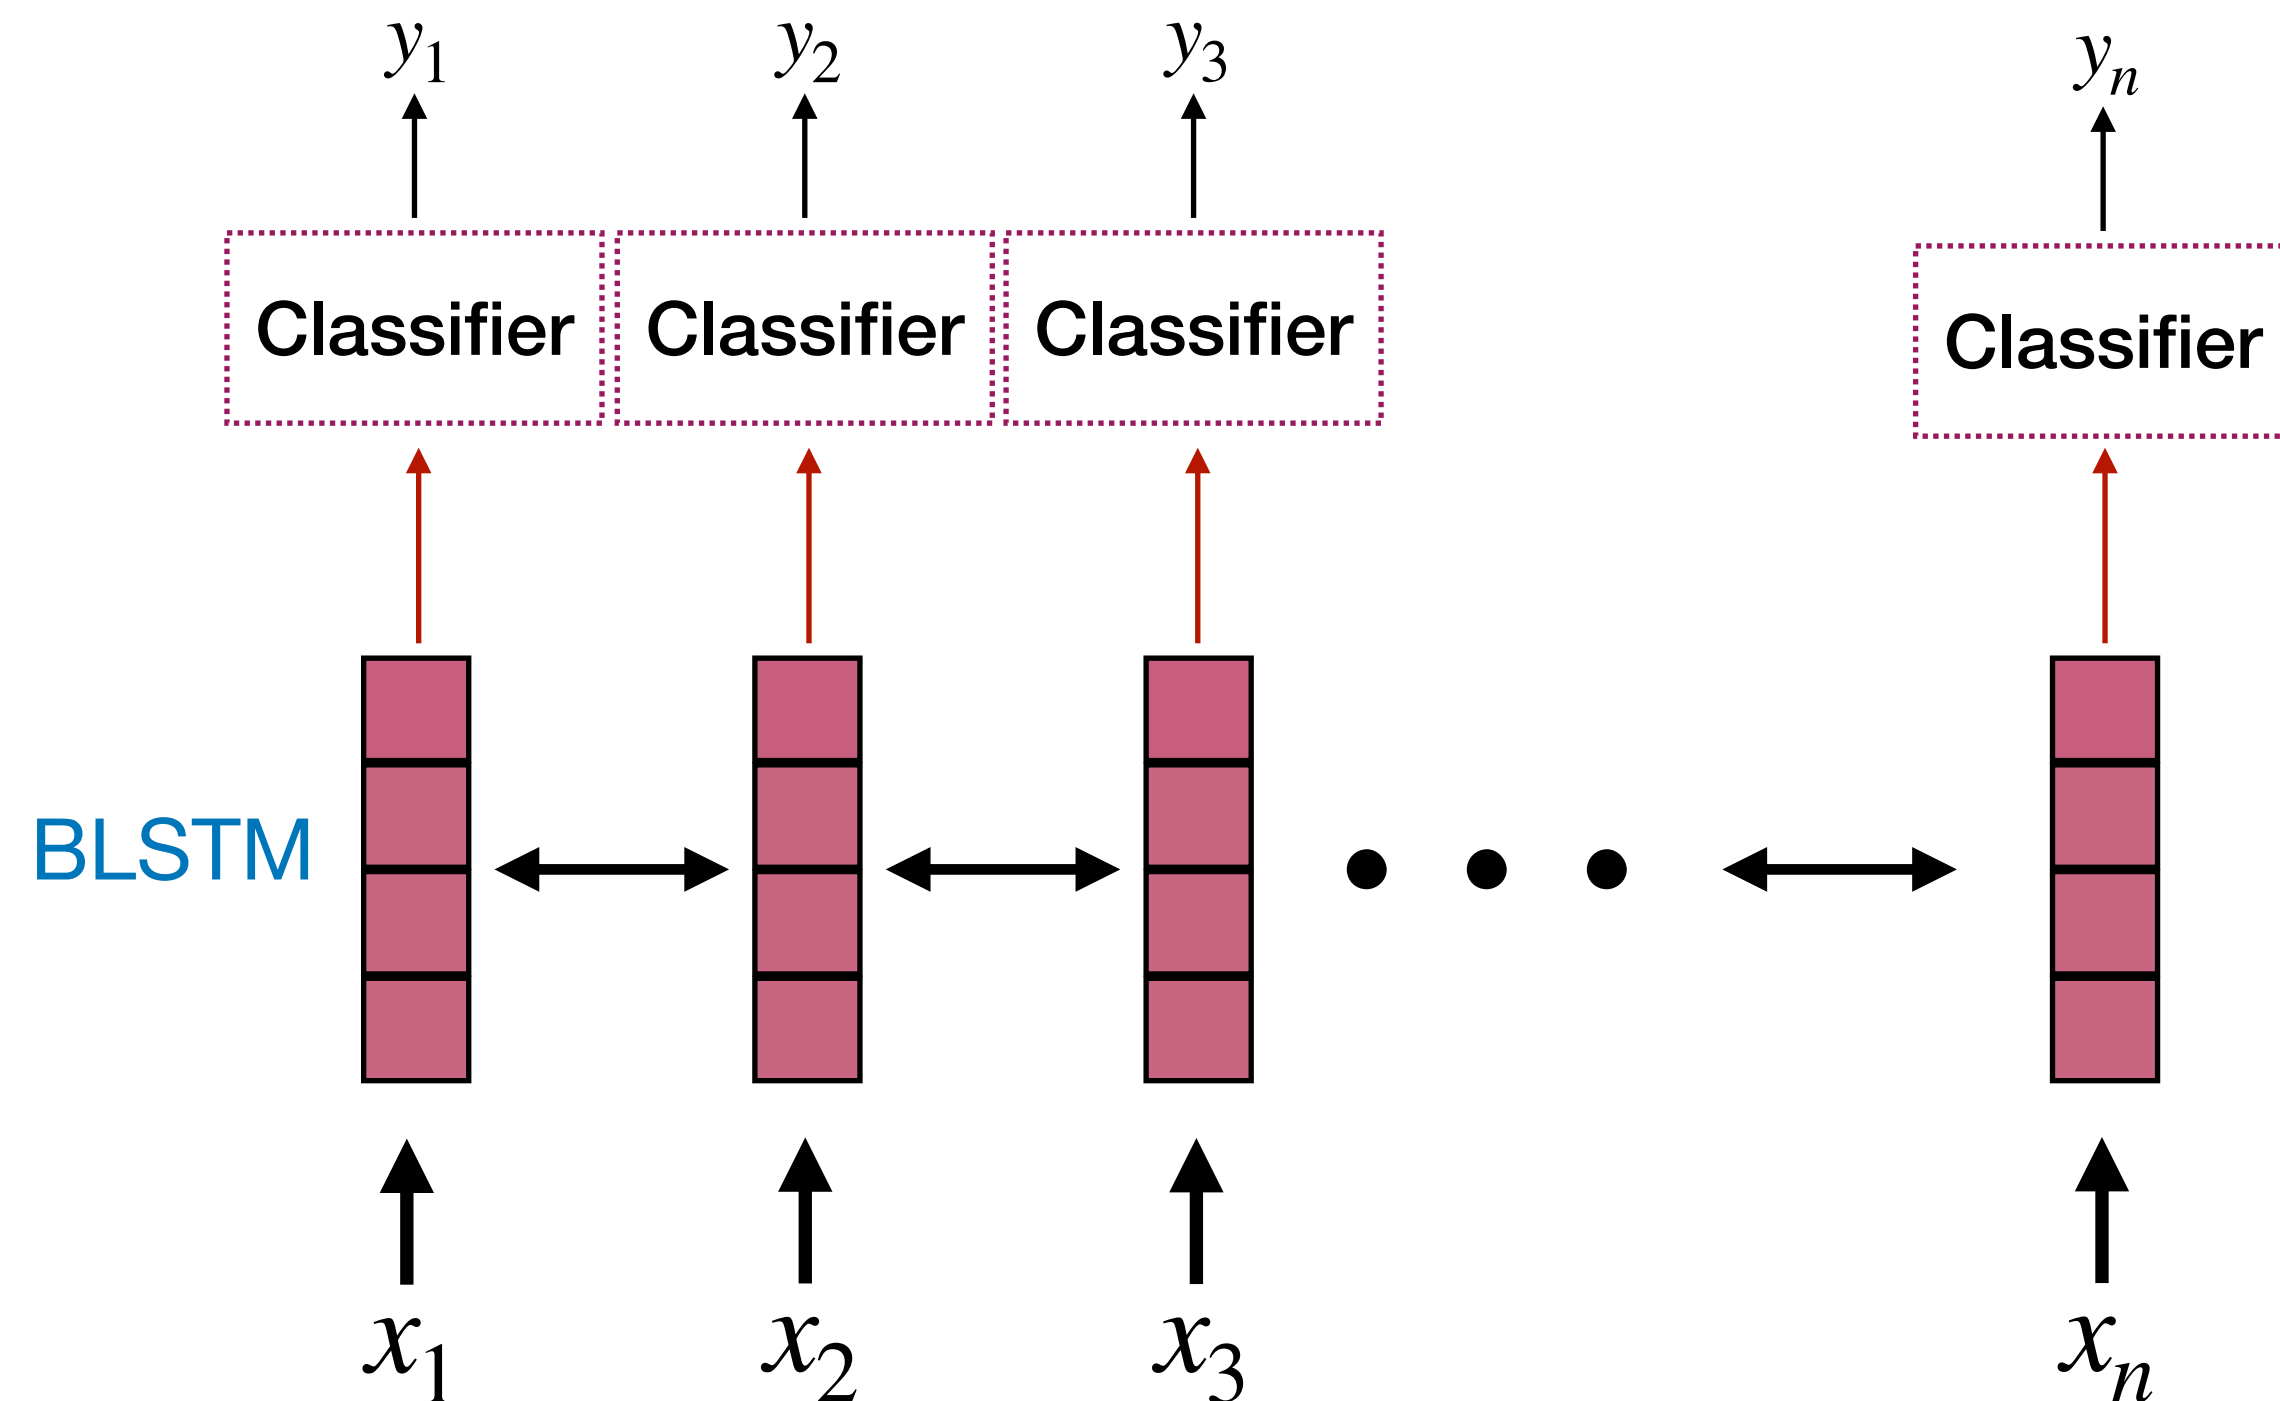 y₁ y₂ y₃ yₙ
Classifier Classifier Classifier Classifier
BLSTM
x₁ x₂ x₃ xₙ